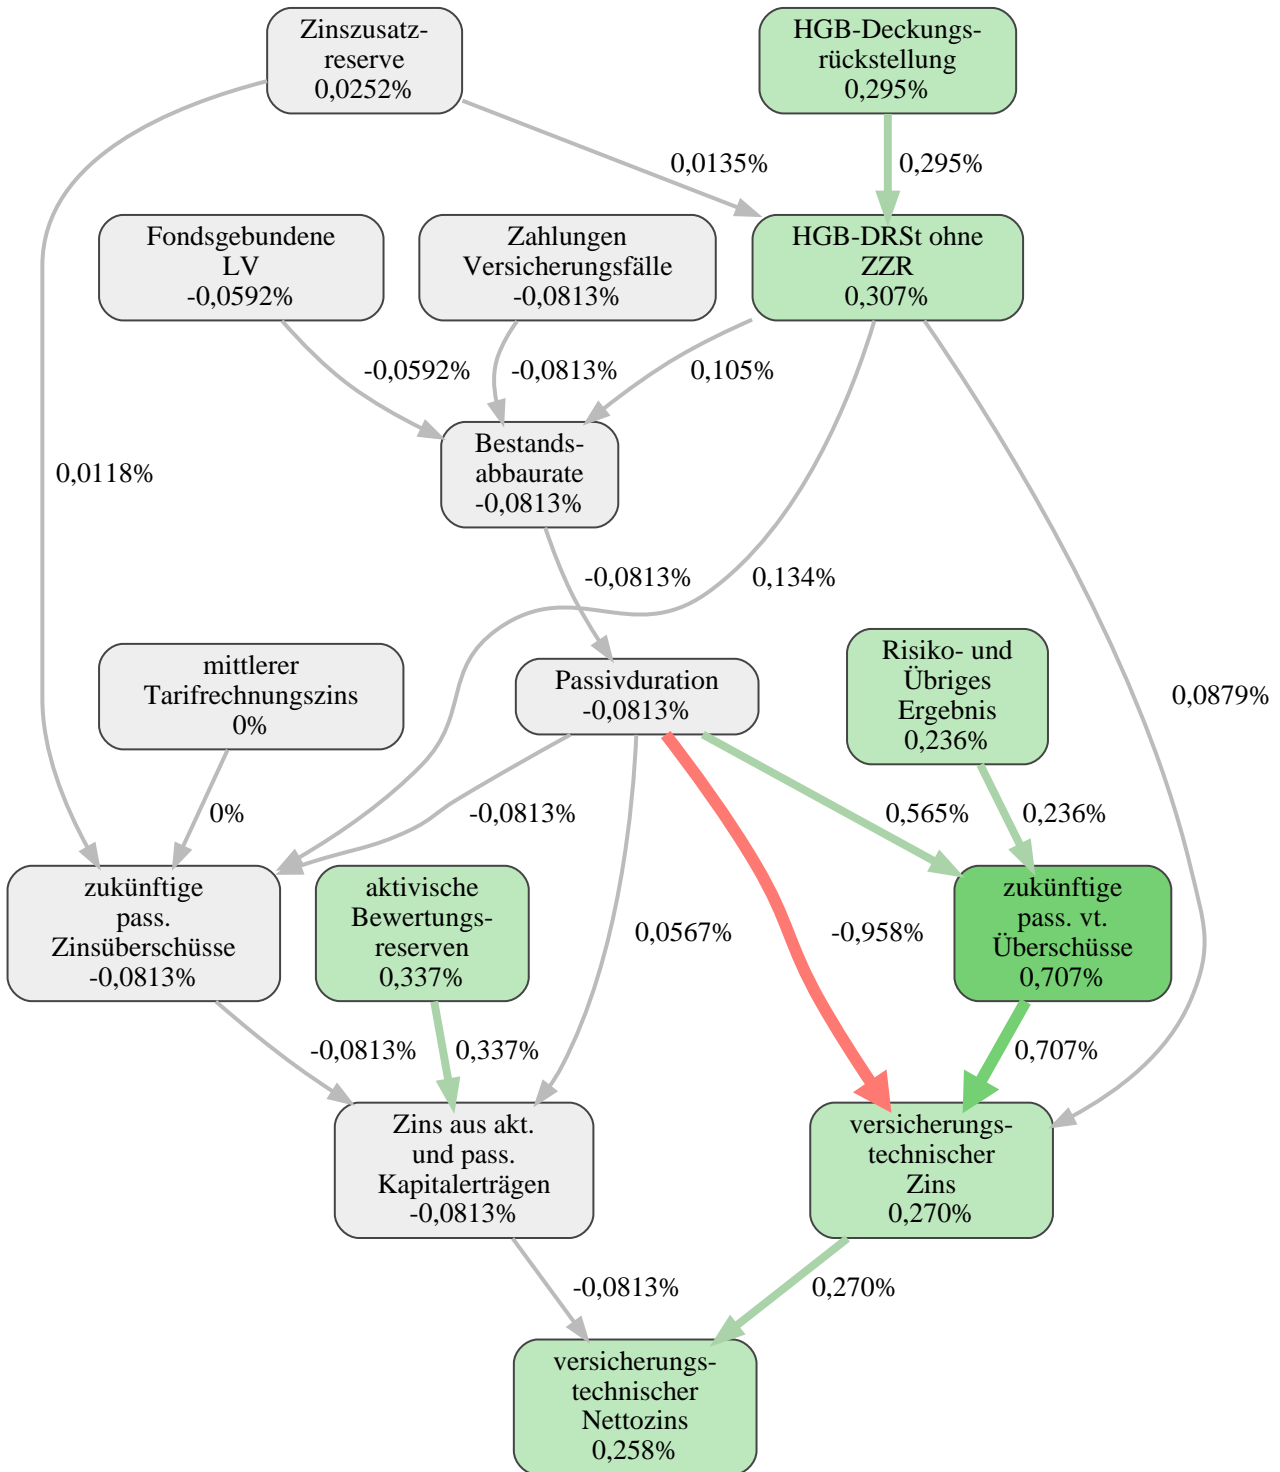 Zinszusatz-
reserve
0,0252%
HGB-Deckungs-
rückstellung
0,295%
0,0135%
0,295%
Fondsgebundene
LV
-0,0592%
Zahlungen
Versicherungsfälle
-0,0813%
HGB-DRSt ohne
ZZR
0,307%
-0,0592%
-0,0813%
0,105%
0,0118%
Bestands-
abbaurate
-0,0813%
-0,0813%
0,134%
mittlerer
Tarifrechnungszins
0%
Passivduration
-0,0813%
Risiko- und
Übriges
Ergebnis
0,236%
0,0879%
0%
-0,0813%
0,565%
0,236%
zukünftige
pass.
Zinsüberschüsse
-0,0813%
aktivische
Bewertungs-
reserven
0,337%
0,0567%
-0,958%
zukünftige
pass. vt.
Überschüsse
0,707%
-0,0813%
0,337%
0,707%
Zins aus akt.
und pass.
Kapitalerträgen
-0,0813%
versicherungs-
technischer
Zins
0,270%
-0,0813%
0,270%
versicherungs-
technischer
Nettozins
0,258%